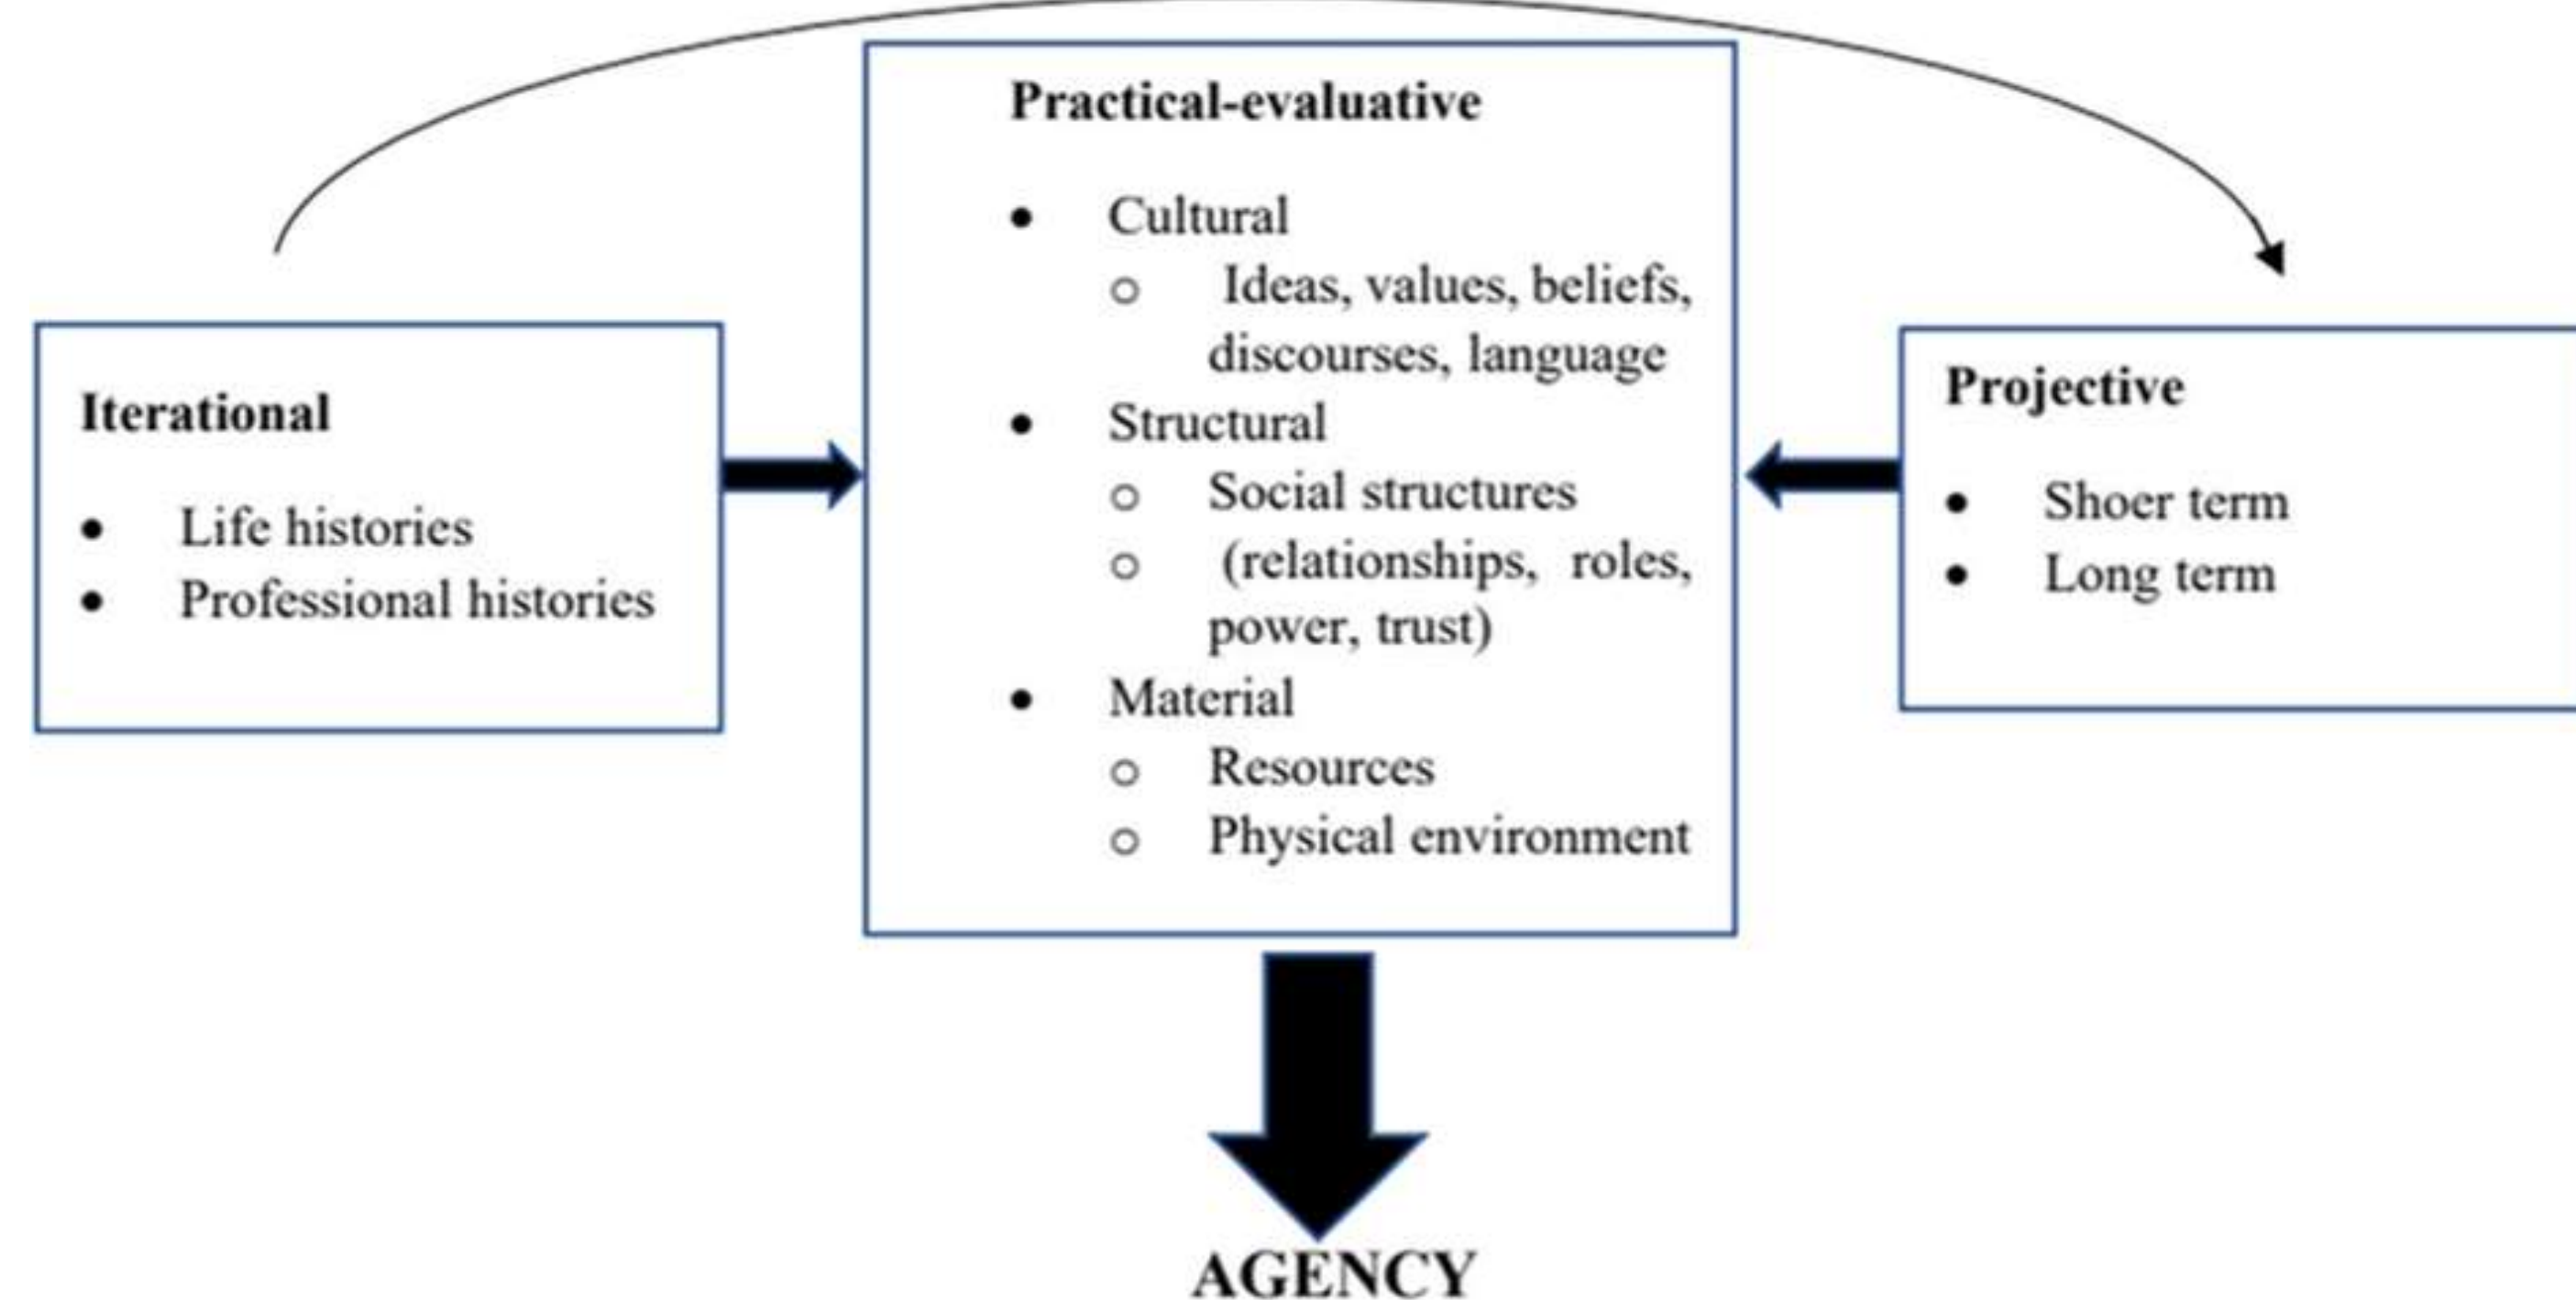 Practical-evaluative
• Cultural
o Ideas, values, beliefs,
discourses, language
• Structural
o Social structures
o (relationships, roles,
power, trust)
• Material
o Resources
o Physical environment
Iterational
• Life histories
• Professional histories
Projective
• Shoer term
• Long term
AGENCY